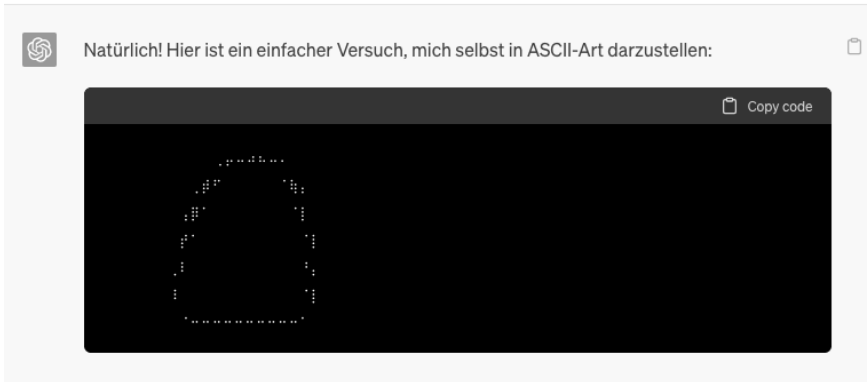 Natürlich! Hier ist ein einfacher Versuch, mich selbst in ASCII-Art darzustellen:
Copy code